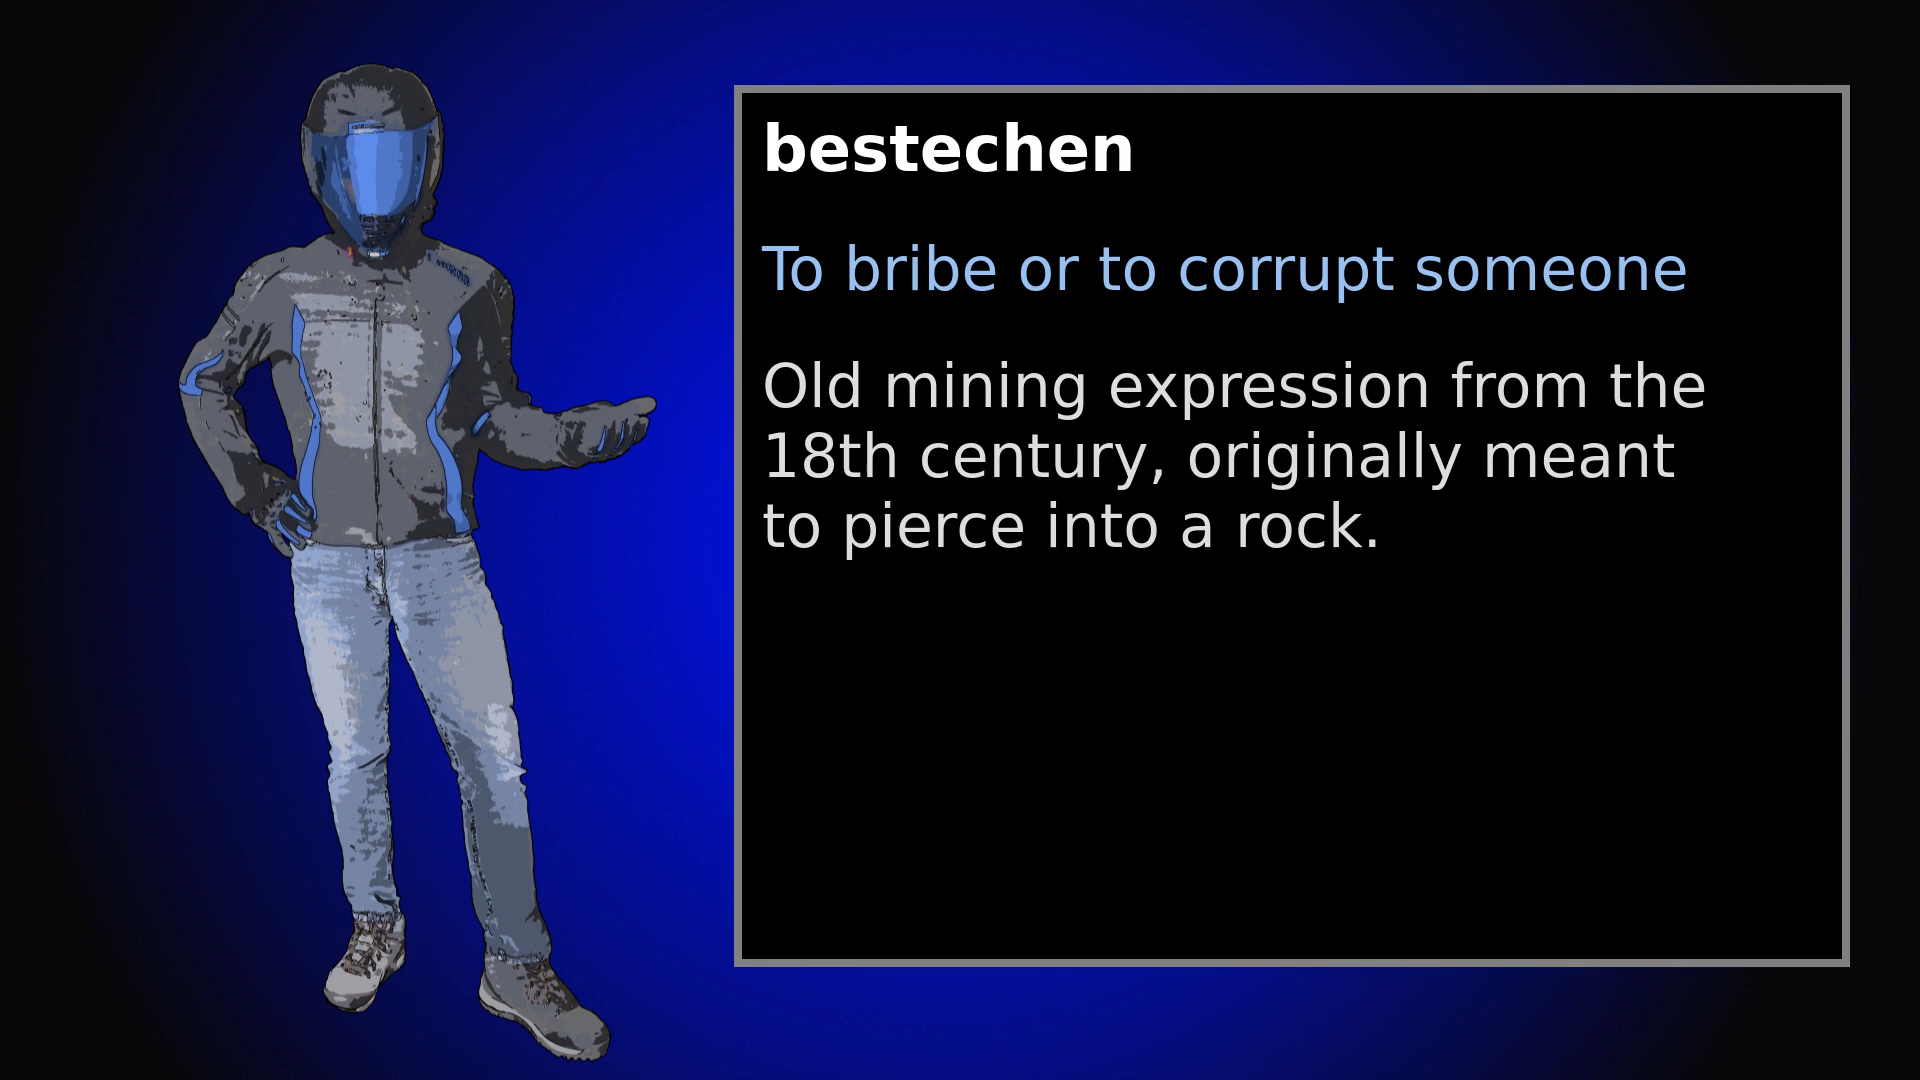 bestechen
To bribe or to corrupt someone
Old mining expression from the
18th century, originally meant
to pierce into a rock.